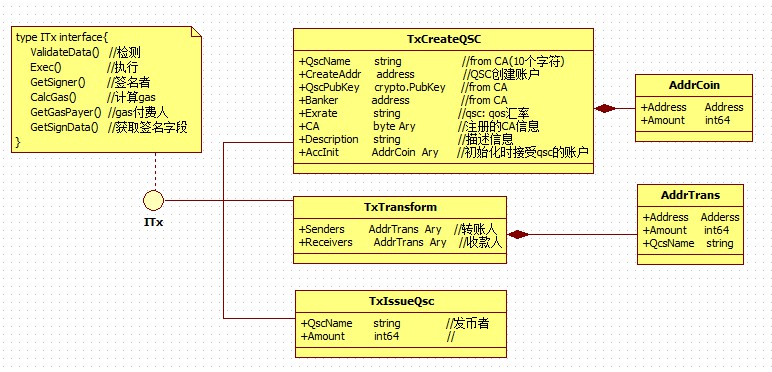 type ITx interface{
ValidateData() //检测
Exec() //执行
GetSigner() //签名者
CalcGas() //计算gas
GetGasPayer() //gas付费人
GetSignData() //获取签名字段
}
ITx
TxCreateQSC
+QscName string //from CA(10个字符)
+CreateAddr address //QSC创建账户
+QscPubKey crypto.PubKey //from CA
+Banker address //from CA
+Exrate string //qsc: qos汇率
+CA byte Ary //注册的CA信息
+Description string //描述信息
+AccInit AddrCoin Ary //初始化时接受qsc的账户
AddrCoin
+Address Address
+Amount int64
TxTransform
+Senders AddrTrans Ary //转账人
+Receivers AddrTrans Ary //收款人
AddrTrans
+Address Adderss
+Amount int64
+QcsName string
TxIssueQsc
+QscName string //发币者
+Amount int64 //